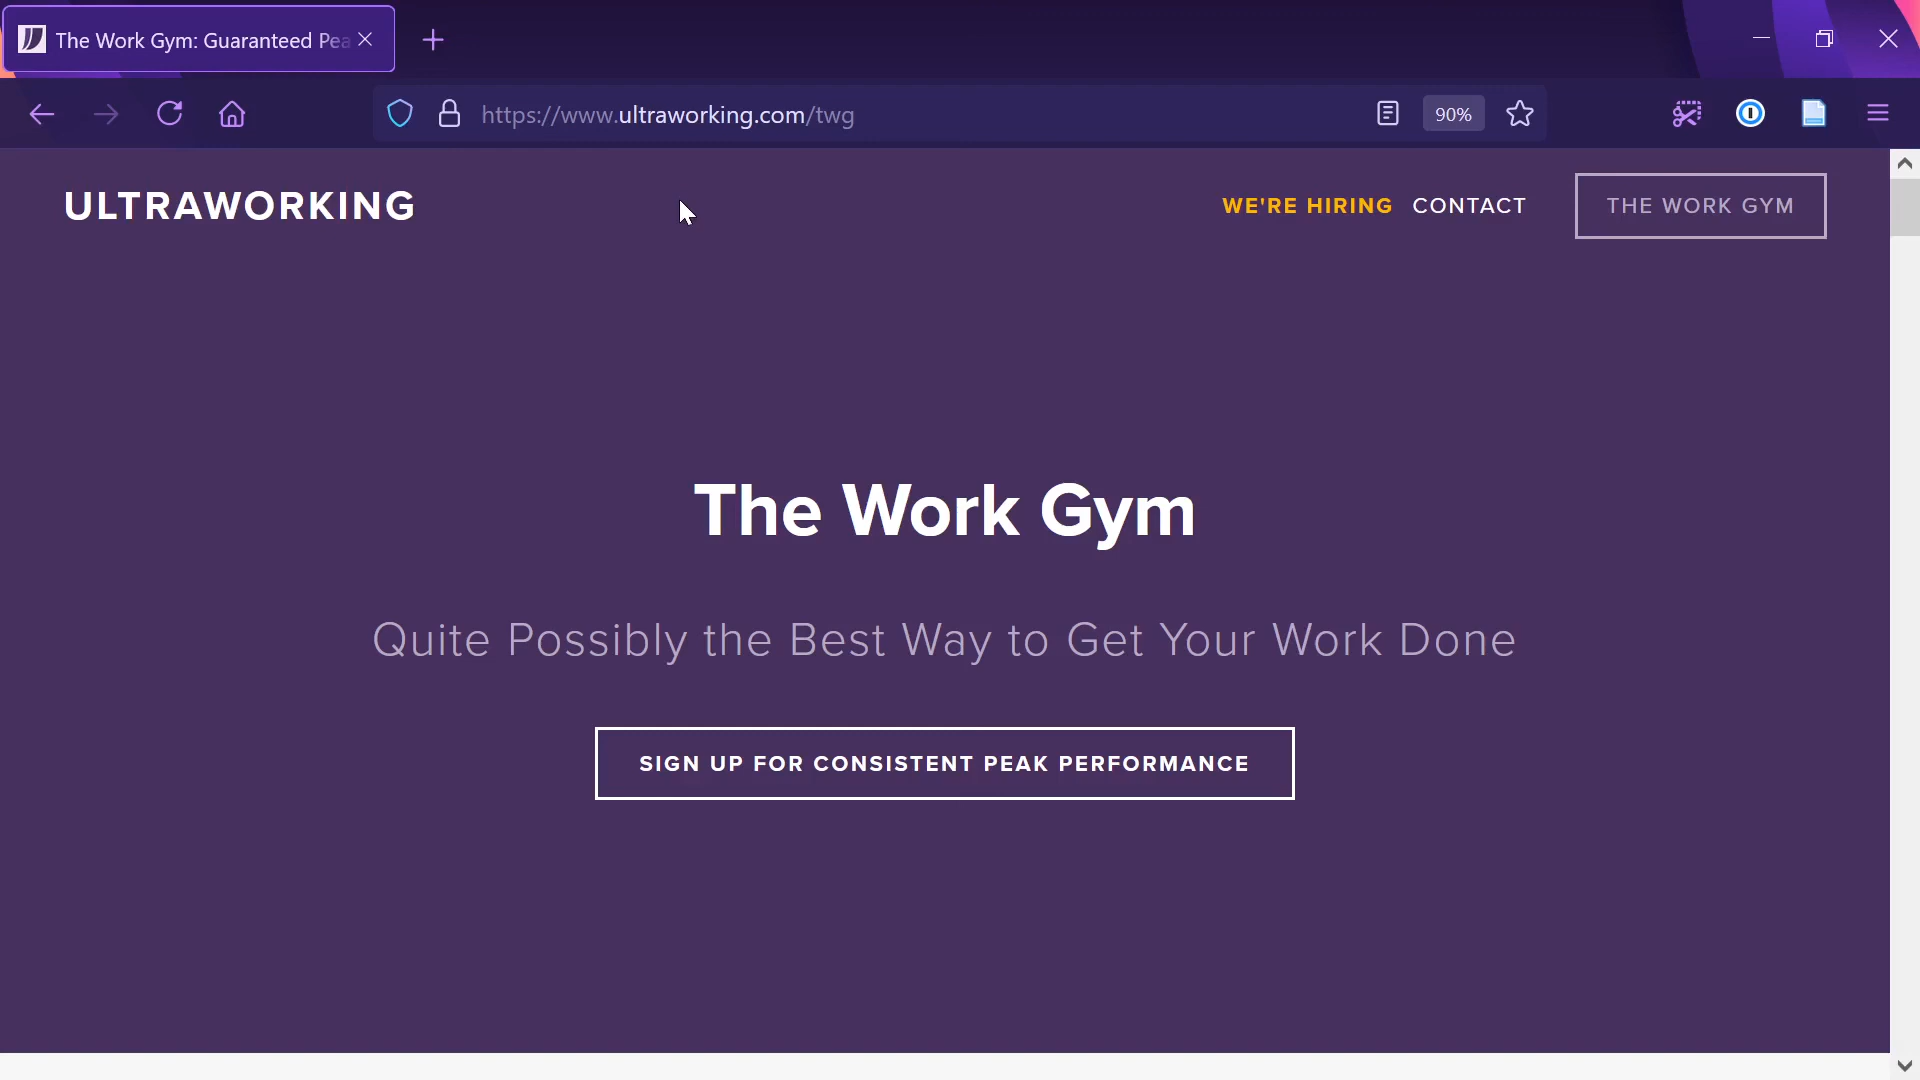 The Work Gym: Guaranteed Pea
https://www.ultraworking.com/twg
90%
ULTRAWORKING
WE'RE HIRING
CONTACT
THE WORK GYM
The Work Gym
Quite Possibly the Best Way to Get Your Work Done
SIGN UP FOR CONSISTENT PEAK PERFORMANCE